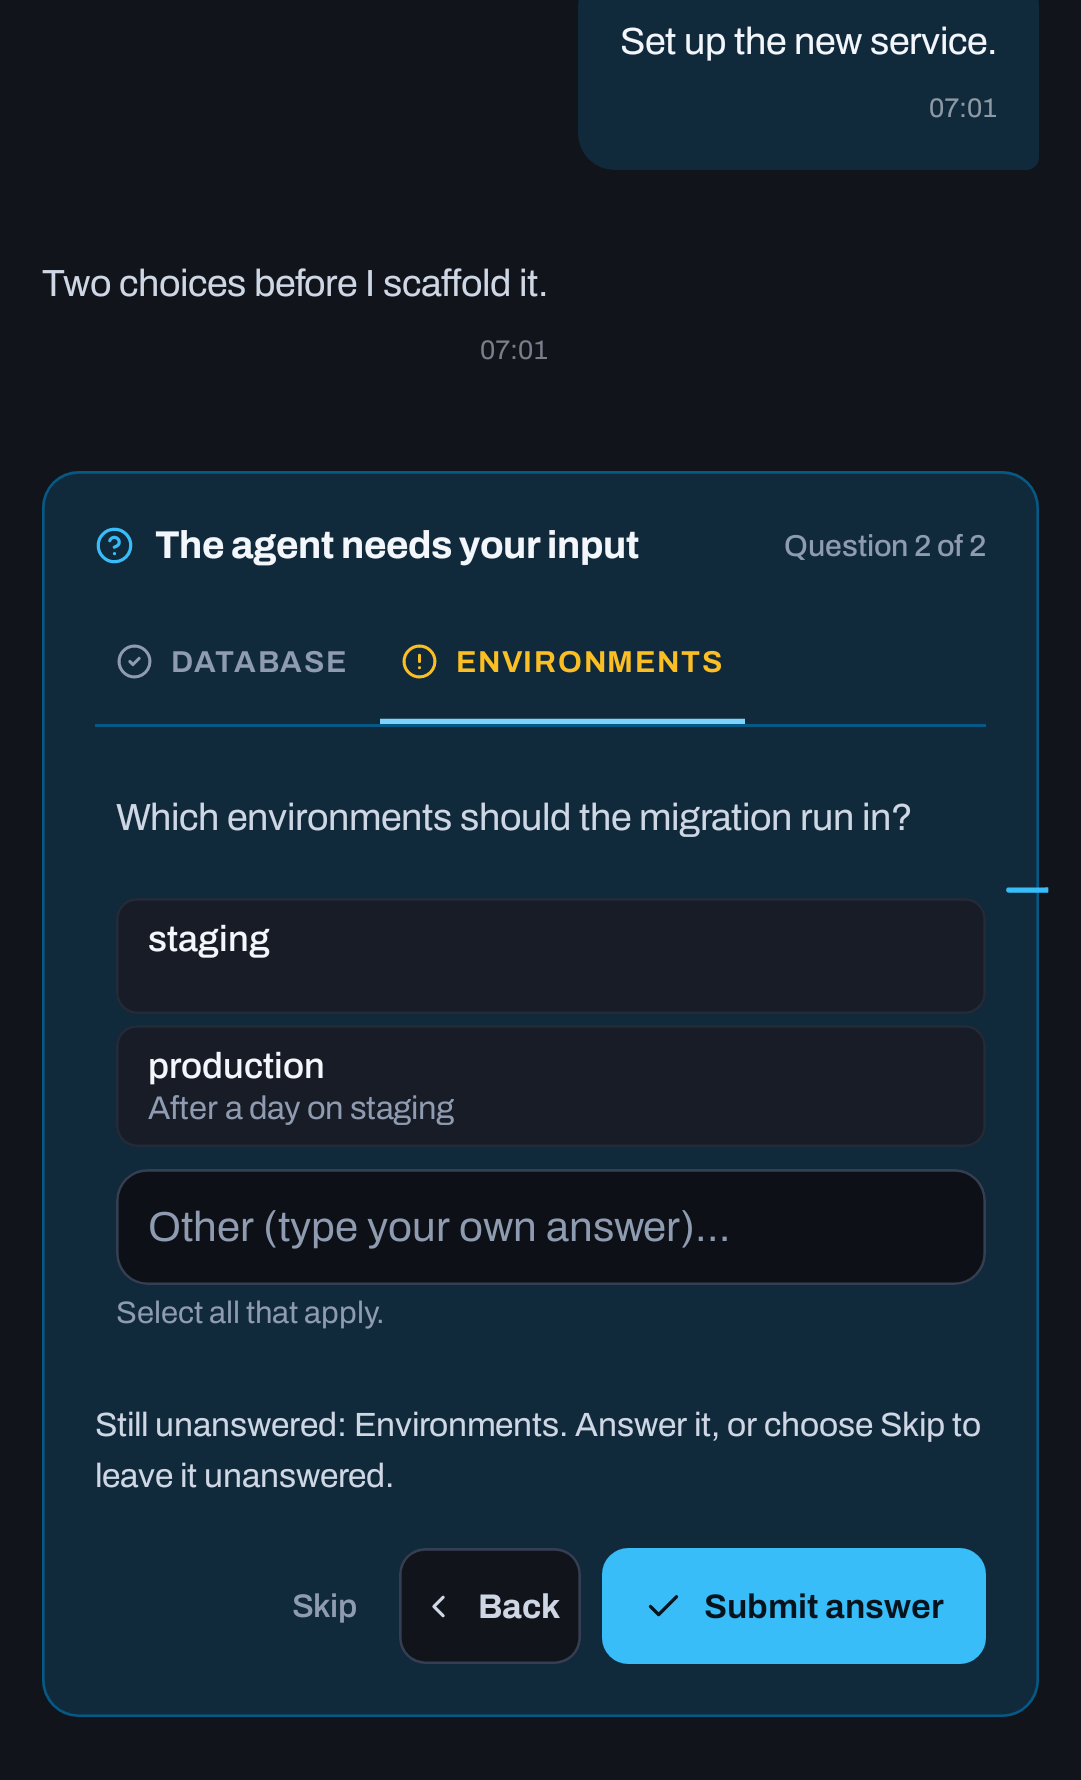 Set up the new service.
07:01
Two choices before I scaffold it.
07:01
The agent needs your input
Question 2 of 2
DATABASE
ENVIRONMENTS
Which environments should the migration run in?
staging
production
After a day on staging
Other (type your own answer)...
Select all that apply.
Still unanswered: Environments. Answer it, or choose Skip to
leave it unanswered.
Skip
Back
Submit answer